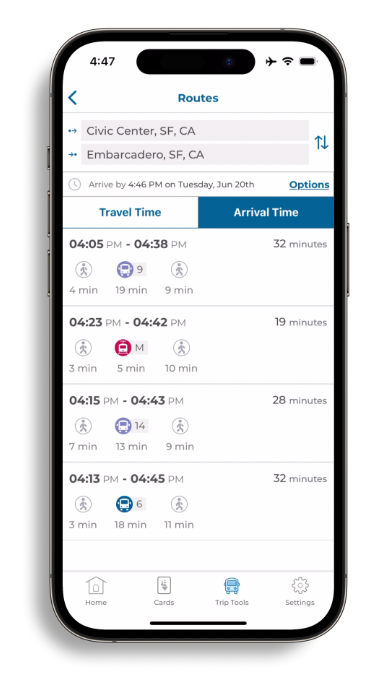 4:47
Routes
Civic Center, SF, CA
Embarcadero, SF, CA
Arrive by 4:46 PM on Tuesday, Jun 20th Options
Travel Time Arrival Time
04:05 PM - 04:38 PM 32 minutes
9
4 min 19 min 9 min
04:23 PM - 04:42 PM 19 minutes
M
3 min 5 min 10 min
04:15 PM - 04:43 PM 28 minutes
14
7 min 13 min 9 min
04:13 PM - 04:45 PM 32 minutes
6
3 min 18 min 11 min
Home Cards Trip Tools Settings